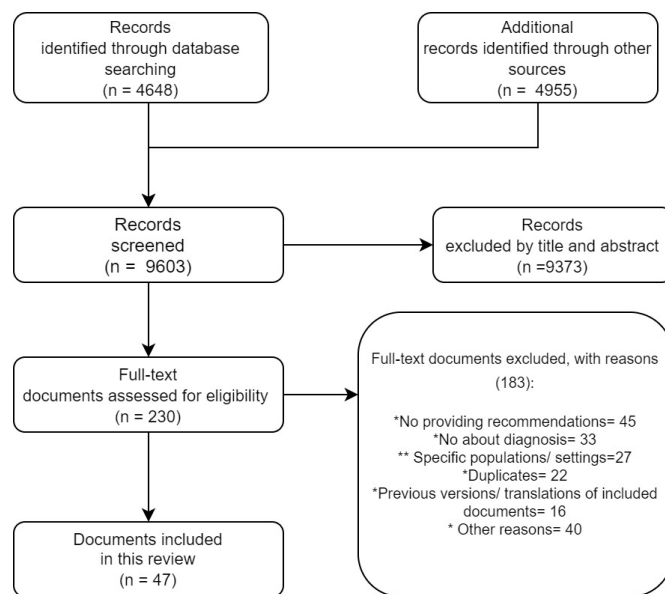 Records
identified through database
searching
(n = 4648)
Additional
records identified through other
sources
(n = 4955)
Records
screened
(n = 9603)
Records
excluded by title and abstract
(n =9373)
Full-text
documents assessed for eligibility
(n = 230)
Full-text documents excluded, with reasons
(183):
*No providing recommendations= 45
*No about diagnosis= 33
** Specific populations/ settings=27
*Duplicates= 22
*Previous versions/ translations of included
documents= 16
* Other reasons= 40
Documents included
in this review
(n = 47)